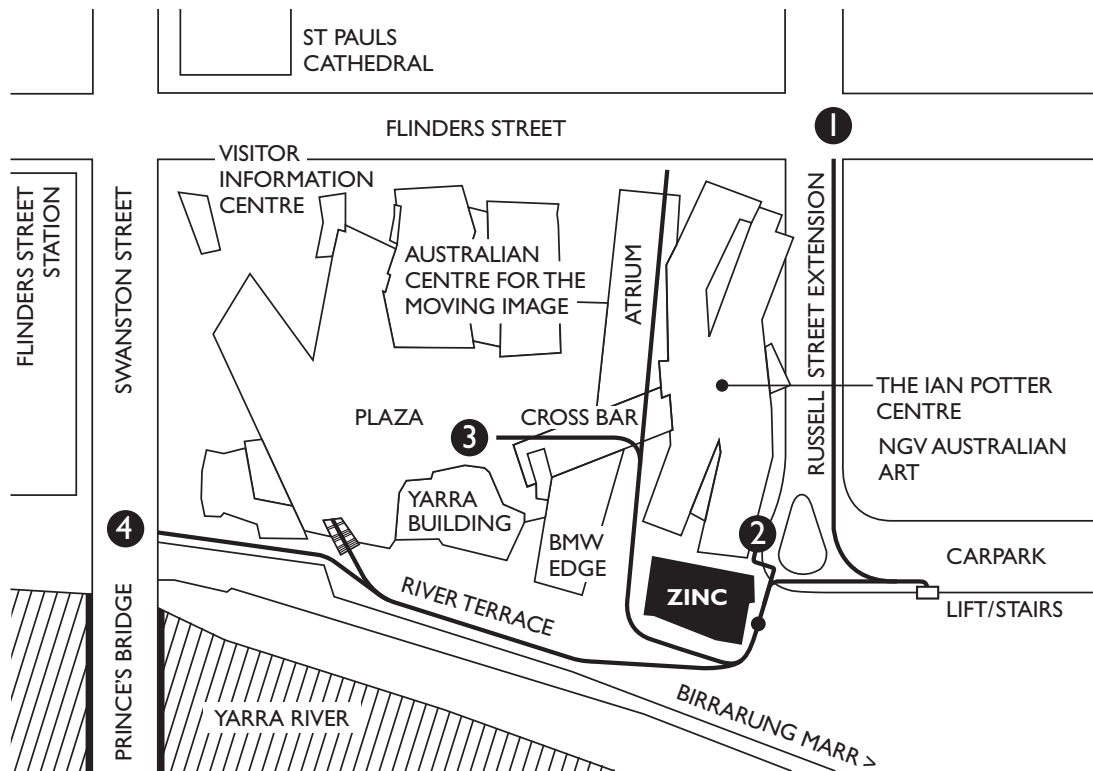 ST PAULS
CATHEDRAL
FLINDERS STREET
1
VISITOR
INFORMATION
CENTRE
FLINDERS STREET
STATION
SWANSTON STREET
AUSTRALIAN
CENTRE FOR THE
MOVING IMAGE
ATRIUM
RUSSELL STREET EXTENSION
THE IAN POTTER
CENTRE
NGV AUSTRALIAN
ART
PLAZA
3
CROSS BAR
YARRA
BUILDING
BMW
EDGE
2
4
CARPARK
ZINC
LIFT/STAIRS
RIVER TERRACE
PRINCE'S BRIDGE
YARRA RIVER
BIRRARUNG MARR >